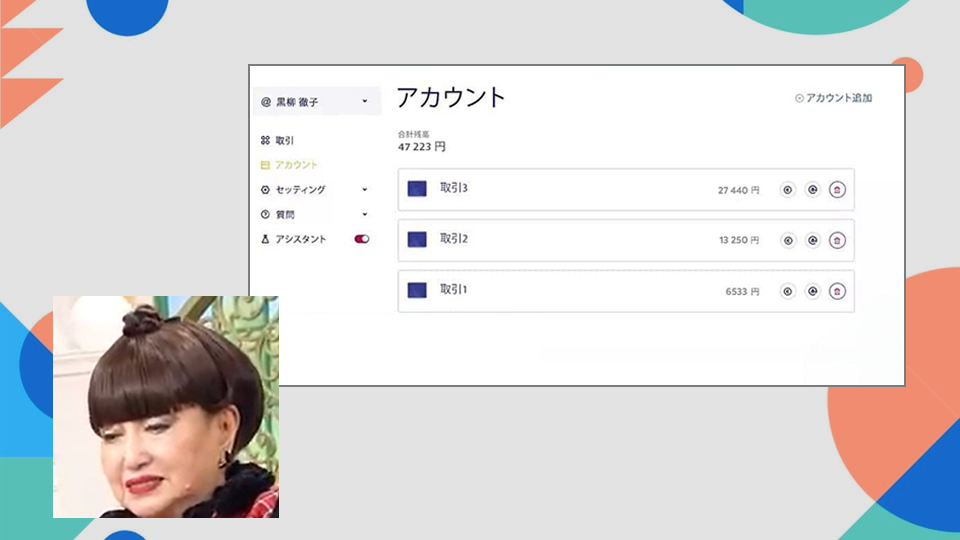 黒柳 徹子
取引
アカウント
セッティング
質問
アシスタント
アカウント
アカウント追加
合計残高
47 223 円
取引3
27 440 円
取引2
13 250 円
取引1
6533 円